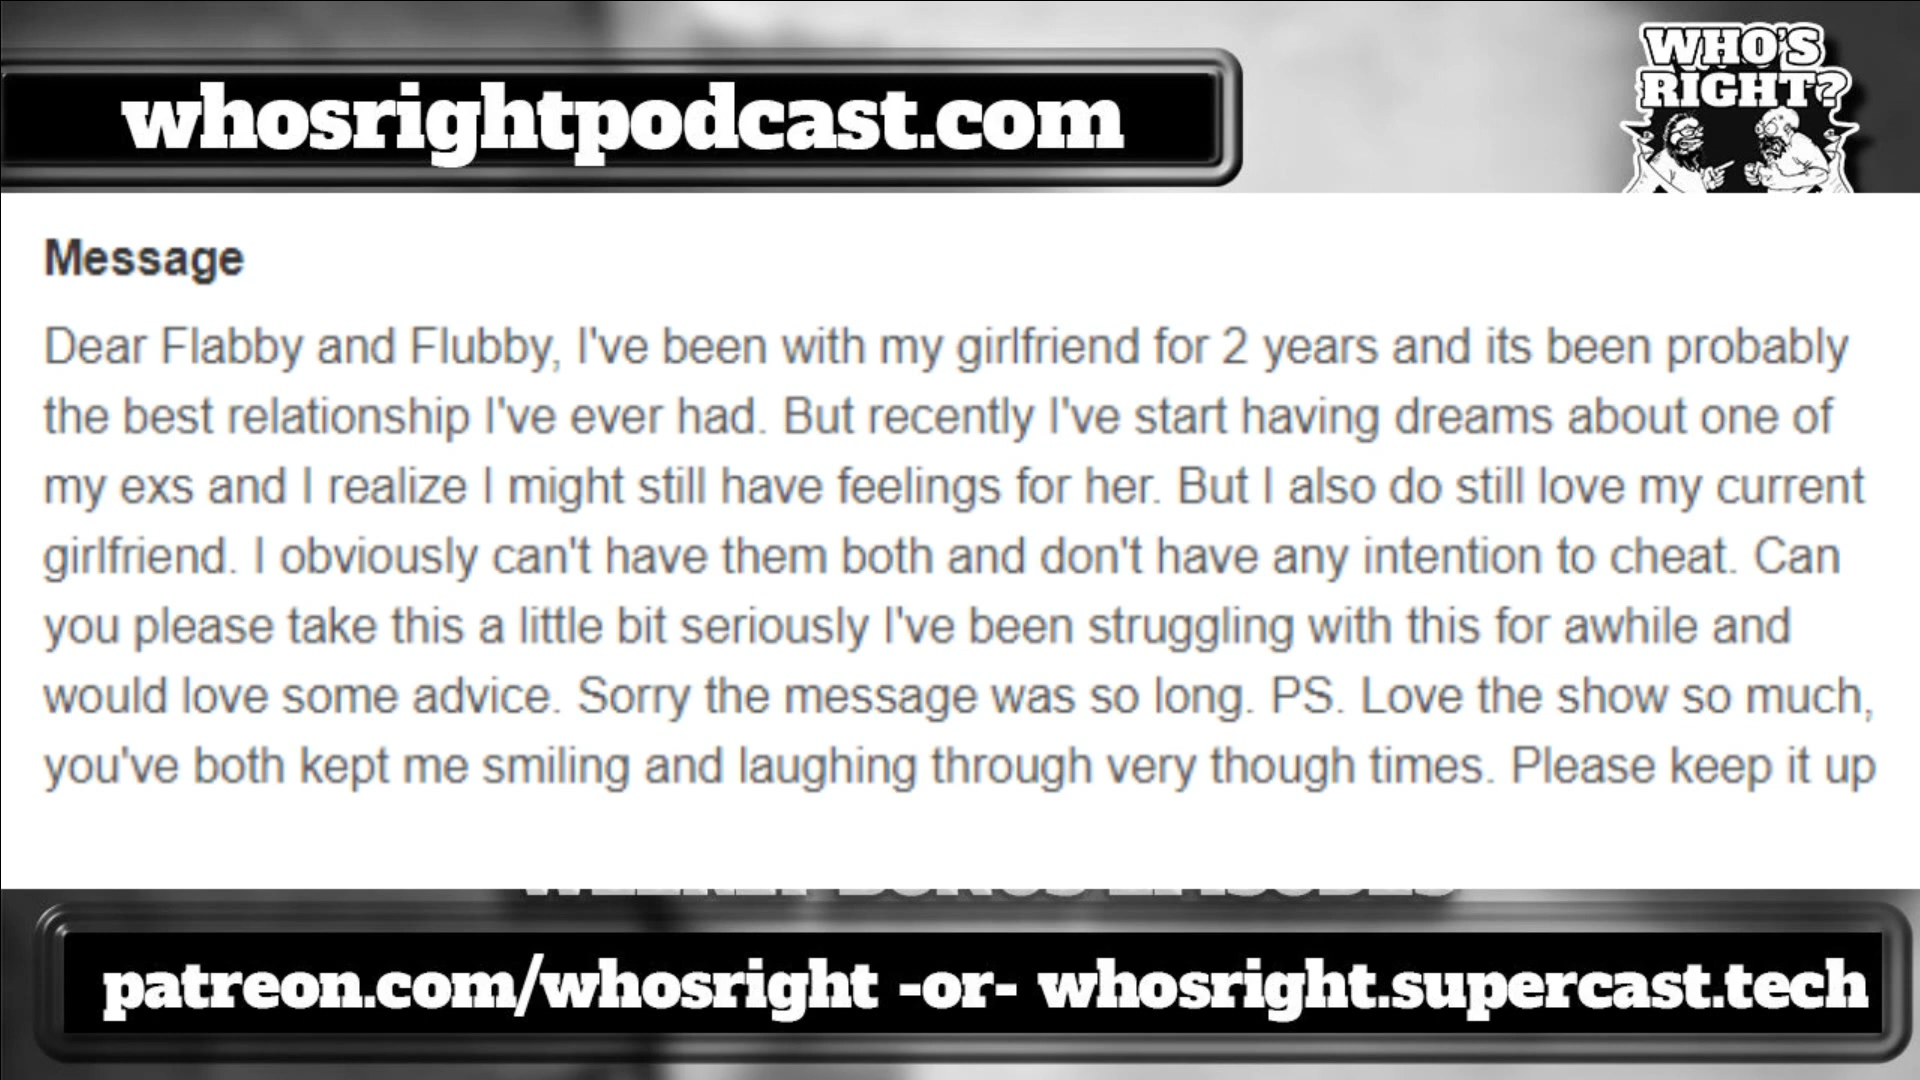 whosrightpodcast.com
WHO'S
RIGHT?
Message
Dear Flabby and Flubby, I've been with my girlfriend for 2 years and its been probably
the best relationship I've ever had. But recently I've start having dreams about one of
my exs and I realize I might still have feelings for her. But I also do still love my current
girlfriend. I obviously can't have them both and don't have any intention to cheat. Can
you please take this a little bit seriously I've been struggling with this for awhile and
would love some advice. Sorry the message was so long. PS. Love the show so much,
you've both kept me smiling and laughing through very though times. Please keep it up
patreon.com/whosright -or- whosright.supercast.tech